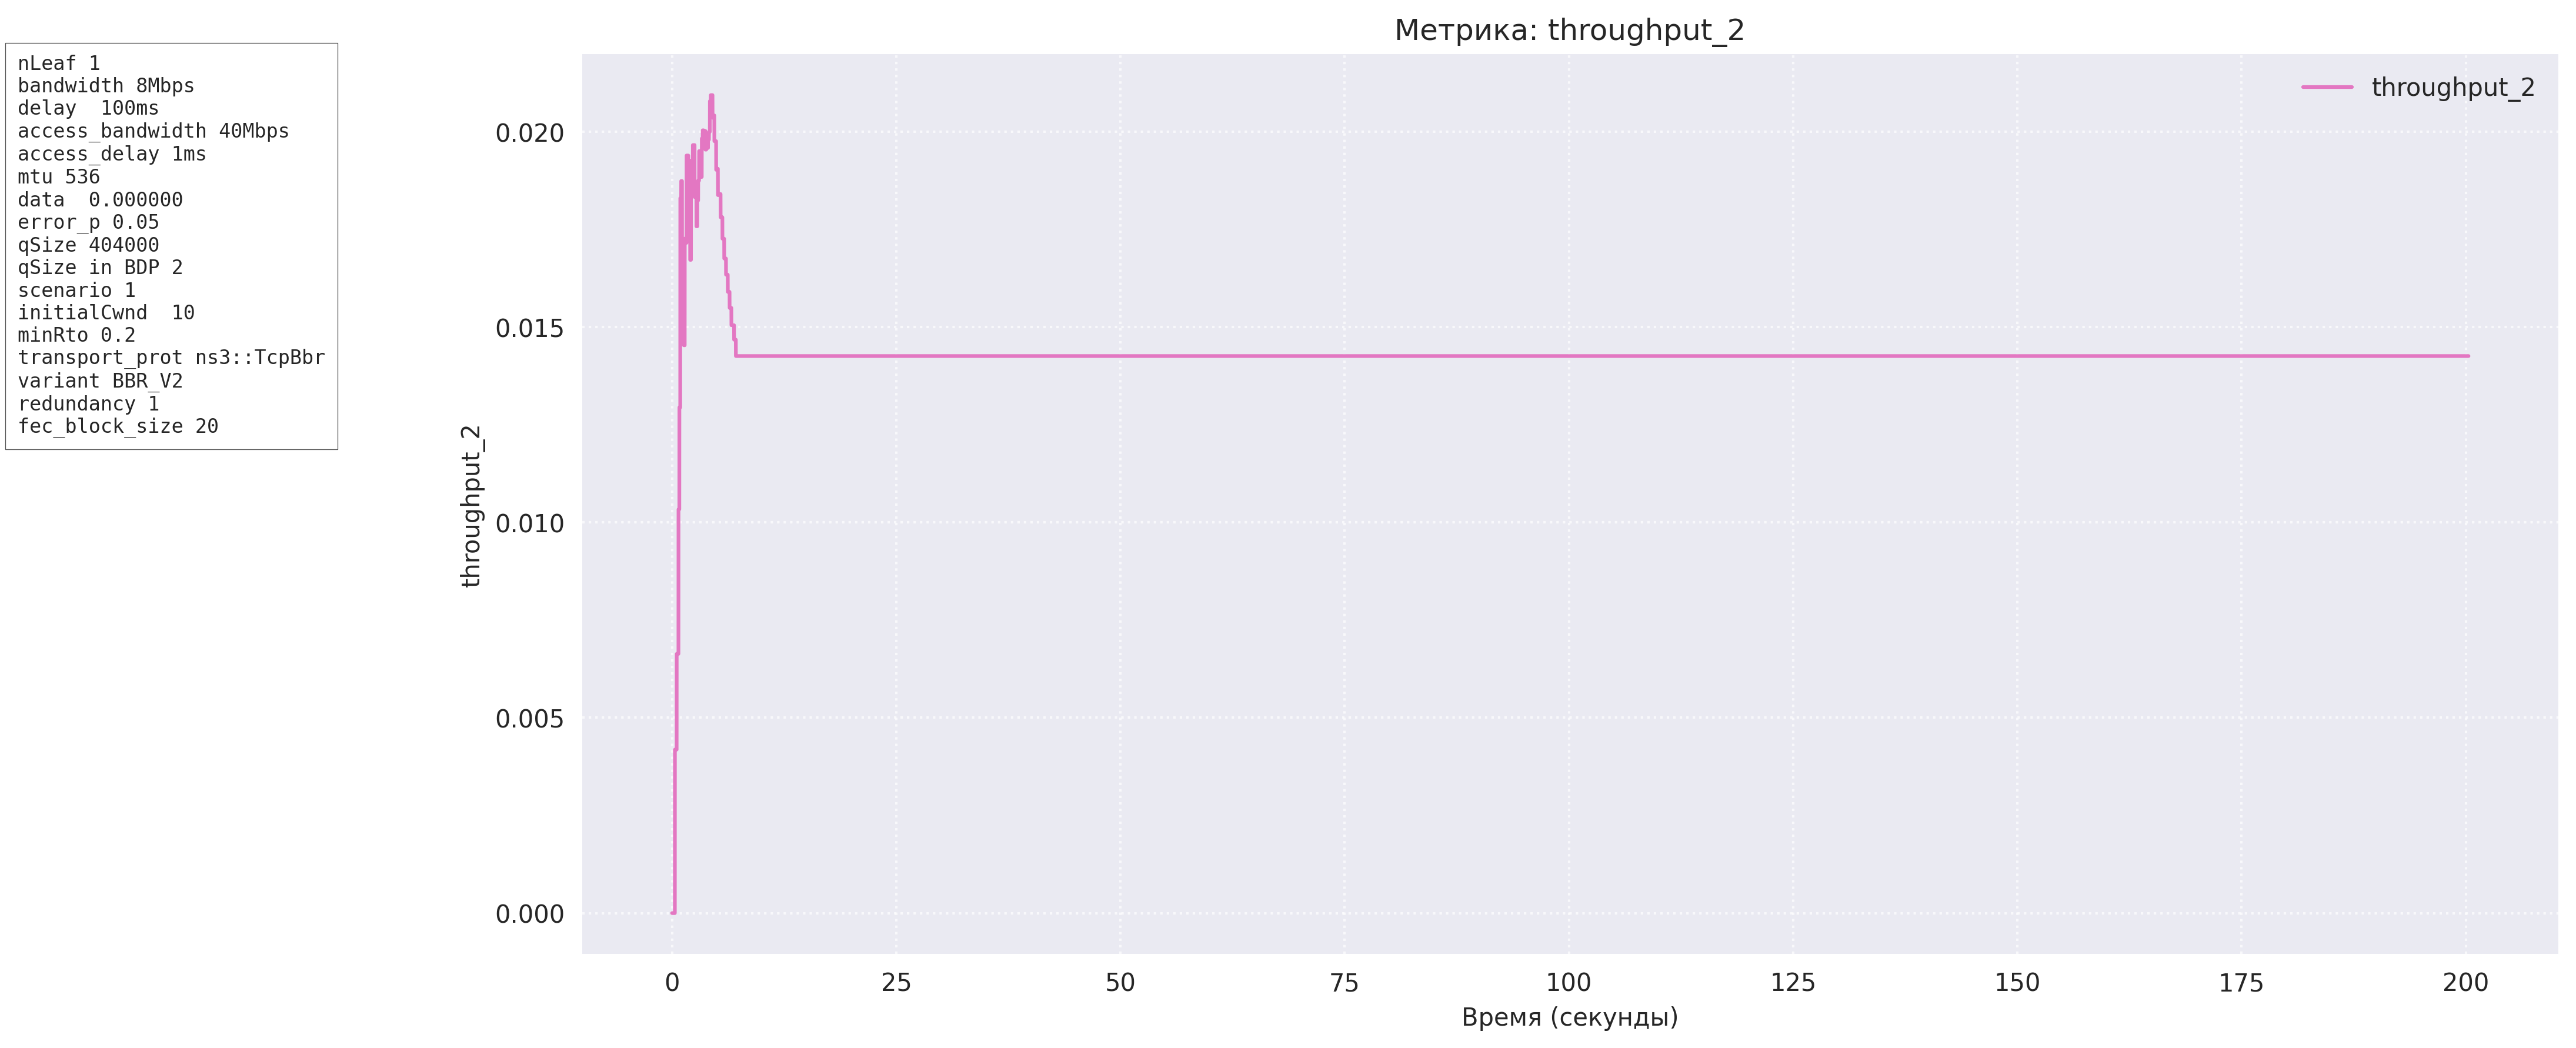 Метрика: throughput_2
nLeaf 1
bandwidth 8Mbps
delay  100ms
access_bandwidth 40Mbps
access_delay 1ms
mtu 536
data  0.000000
error_p 0.05
qSize 404000
qSize in BDP 2
scenario 1
initialCwnd  10
minRto 0.2
transport_prot ns3::TcpBbr
variant BBR_V2
redundancy 1
fec_block_size 20
throughput_2
throughput_2
0.020
0.015
0.010
0.005
0.000
0 25 50 75 100 125 150 175 200
Время (секунды)